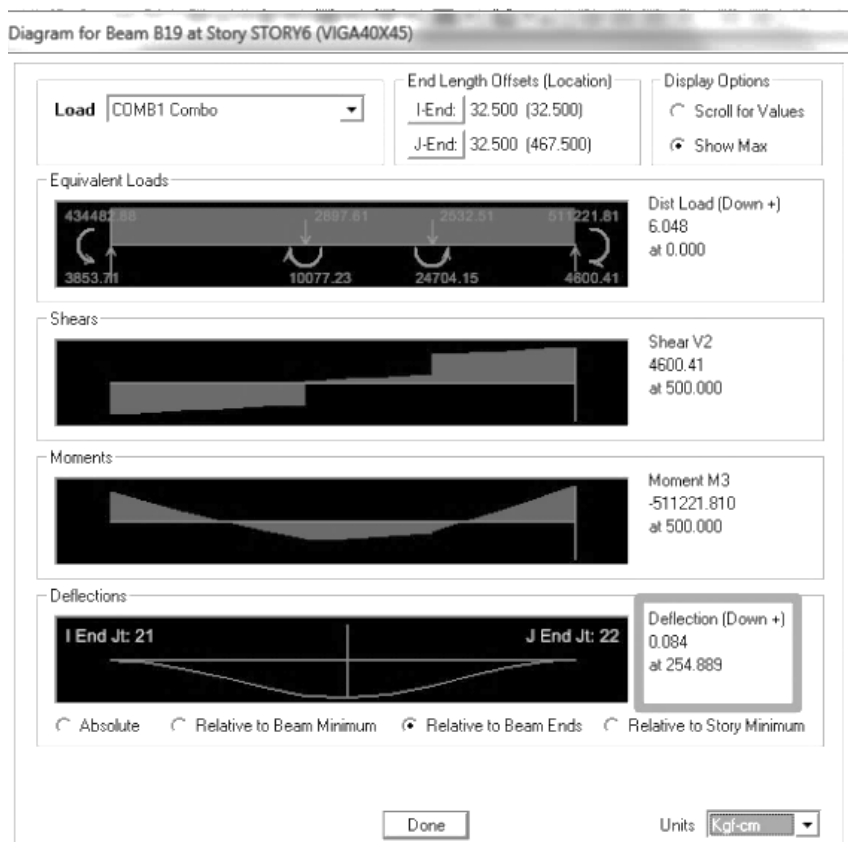 Diagram for Beam B19 at Story STORY6 (VIGA40X45)
Load COMB1 Combo
End Length Offsets (Location)
I-End: 32.500 (32.500)
J-End: 32.500 (467.500)
Display Options
Scroll for Values
Show Max
Equivalent Loads
434482.88 2897.61 2532.51 511221.81
3853.71 10077.23 24704.15 4600.41
Dist Load (Down +)
6.048
at 0.000
Shears
Shear V2
4600.41
at 500.000
Moments
Moment M3
-511221.810
at 500.000
Deflections
I End Jt: 21 J End Jt: 22
Deflection (Down +)
0.084
at 254.889
Absolute Relative to Beam Minimum Relative to Beam Ends Relative to Story Minimum
Done
Units Kgf-cm